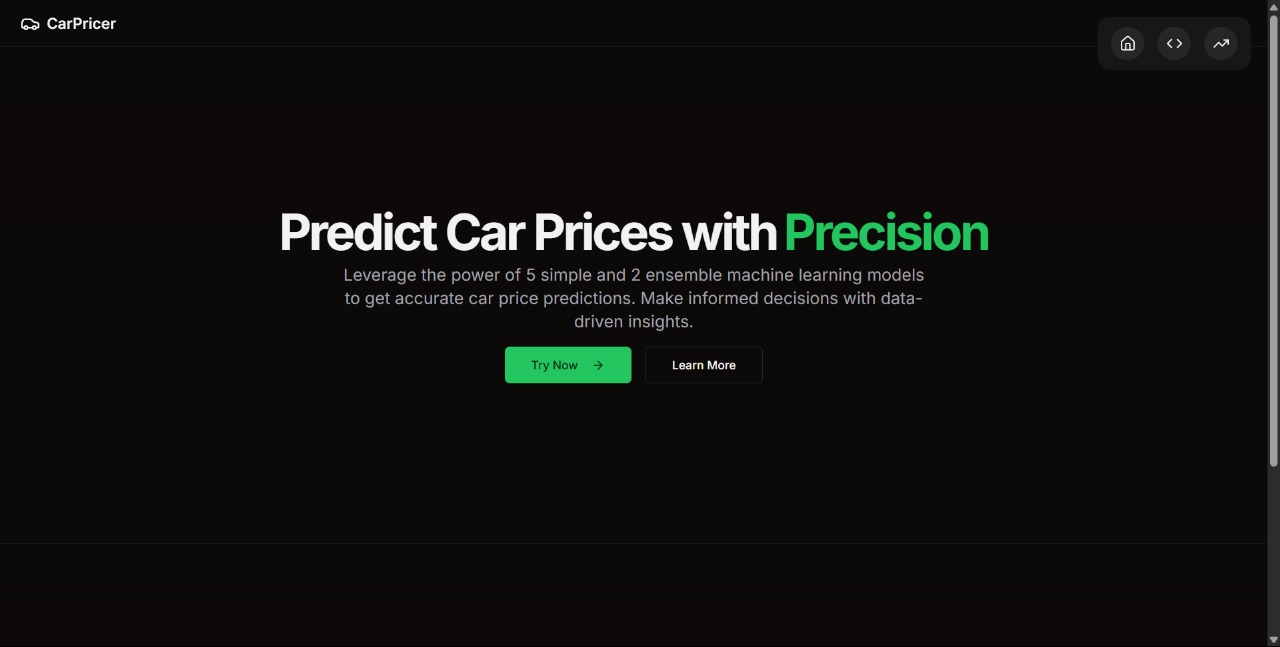 CarPricer
Predict Car Prices with Precision
Leverage the power of 5 simple and 2 ensemble machine learning models
to get accurate car price predictions. Make informed decisions with data-
driven insights.
Try Now
Learn More